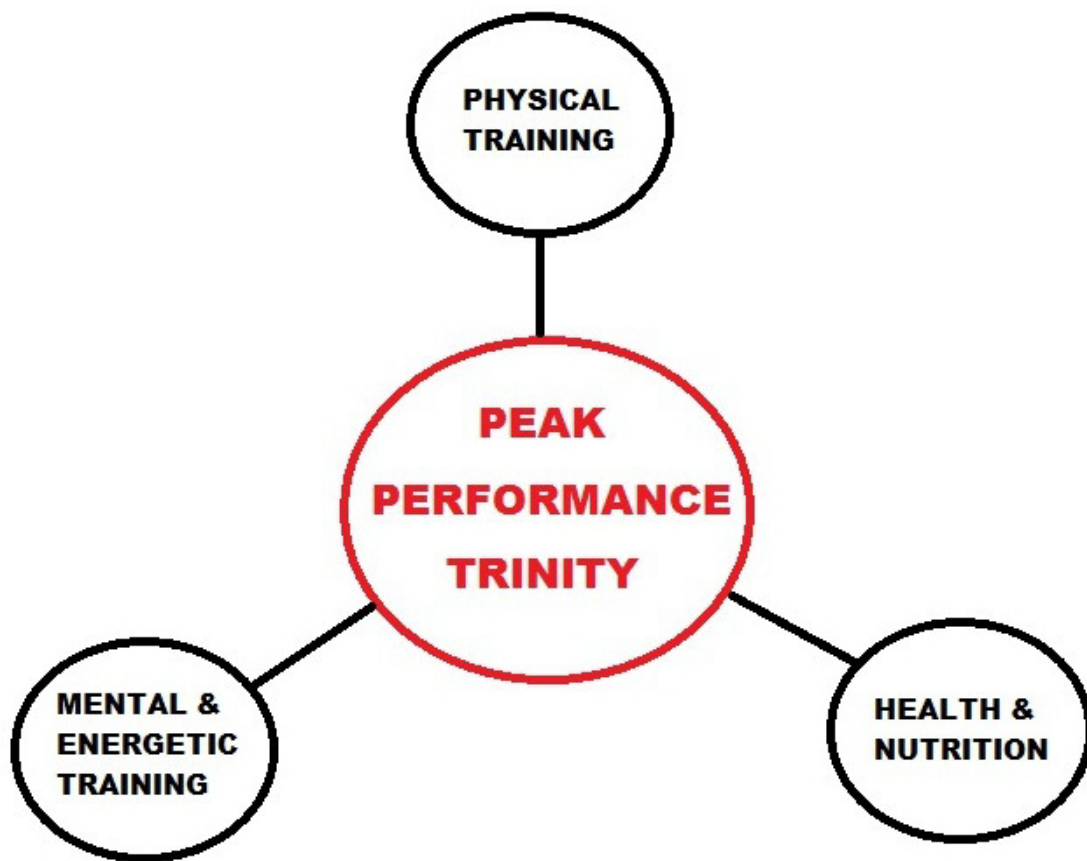 PHYSICAL
TRAINING
PEAK
PERFORMANCE
TRINITY
MENTAL &
ENERGETIC
TRAINING
HEALTH &
NUTRITION